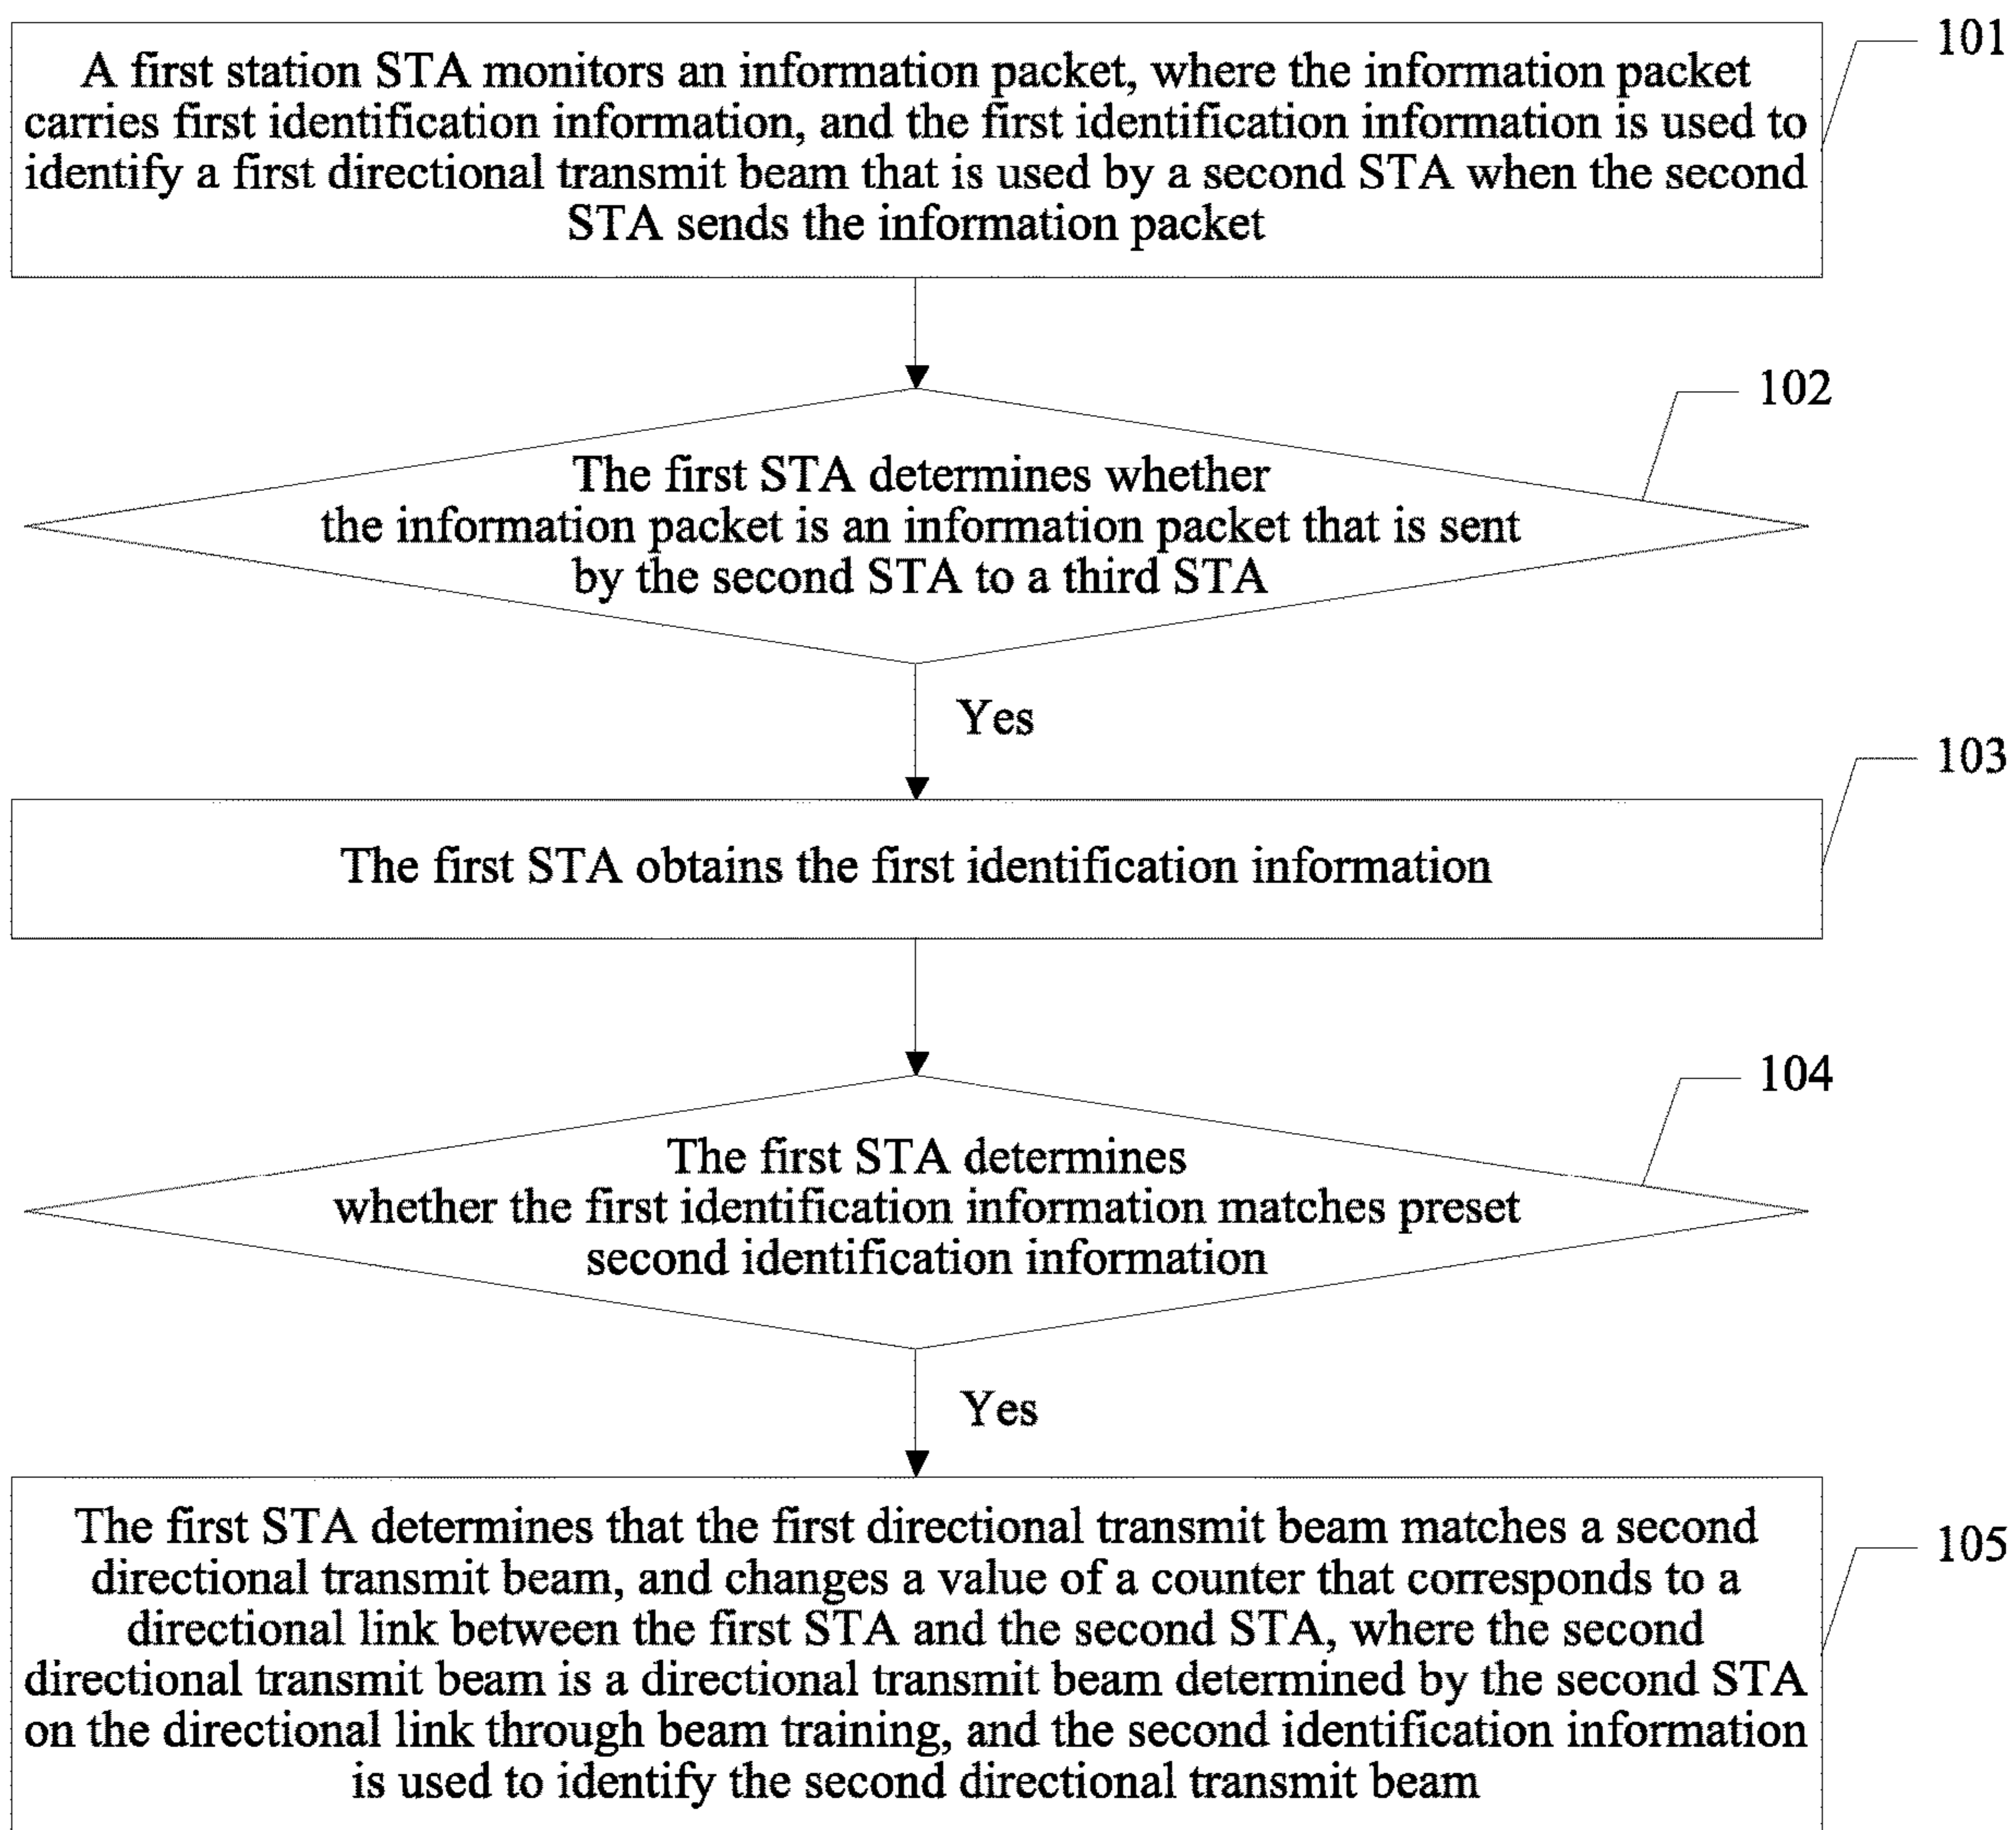 101
A first station STA monitors an information packet, where the information packet
carries first identification information, and the first identification information is used to
identify a first directional transmit beam that is used by a second STA when the second
STA sends the information packet
102
The first STA determines whether
the information packet is an information packet that is sent
by the second STA to a third STA
Yes
103
The first STA obtains the first identification information
104
The first STA determines
whether the first identification information matches preset
second identification information
Yes
105
The first STA determines that the first directional transmit beam matches a second
directional transmit beam, and changes a value of a counter that corresponds to a
directional link between the first STA and the second STA, where the second
directional transmit beam is a directional transmit beam determined by the second STA
on the directional link through beam training, and the second identification information
is used to identify the second directional transmit beam